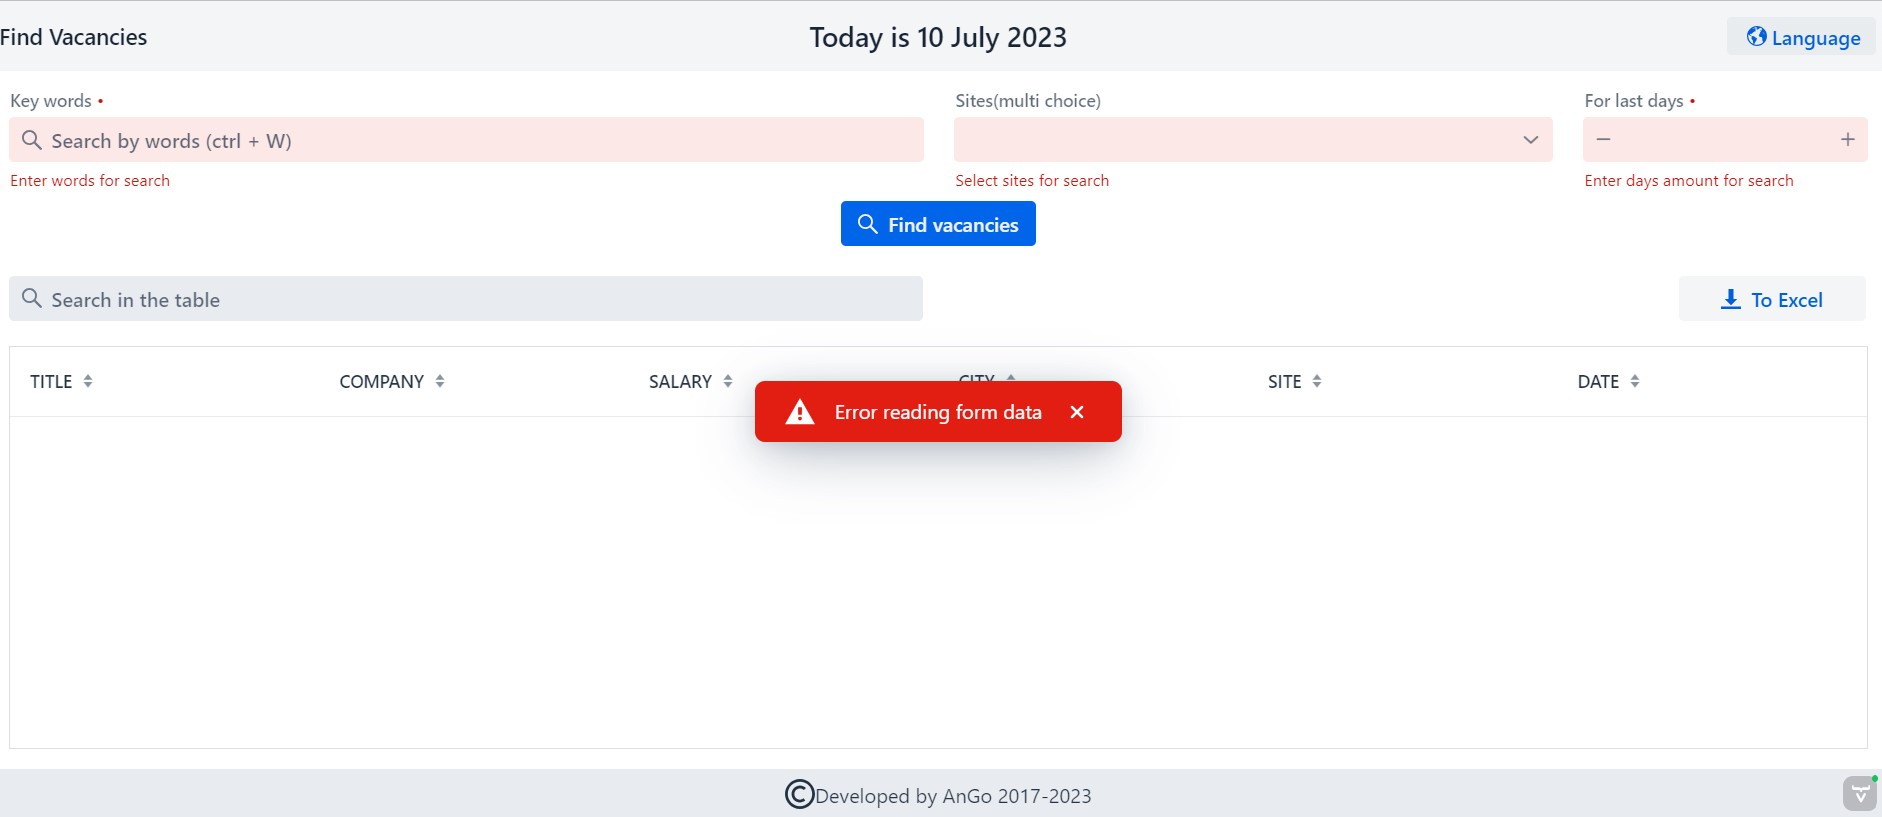 Find Vacancies
Today is 10 July 2023
Language
Key words •
Sites(multi choice)
For last days •
Search by words (ctrl + W)
Enter words for search
Select sites for search
Enter days amount for search
Find vacancies
Search in the table
To Excel
TITLE
COMPANY
SALARY
CITY
SITE
DATE
Error reading form data
©Developed by AnGo 2017-2023